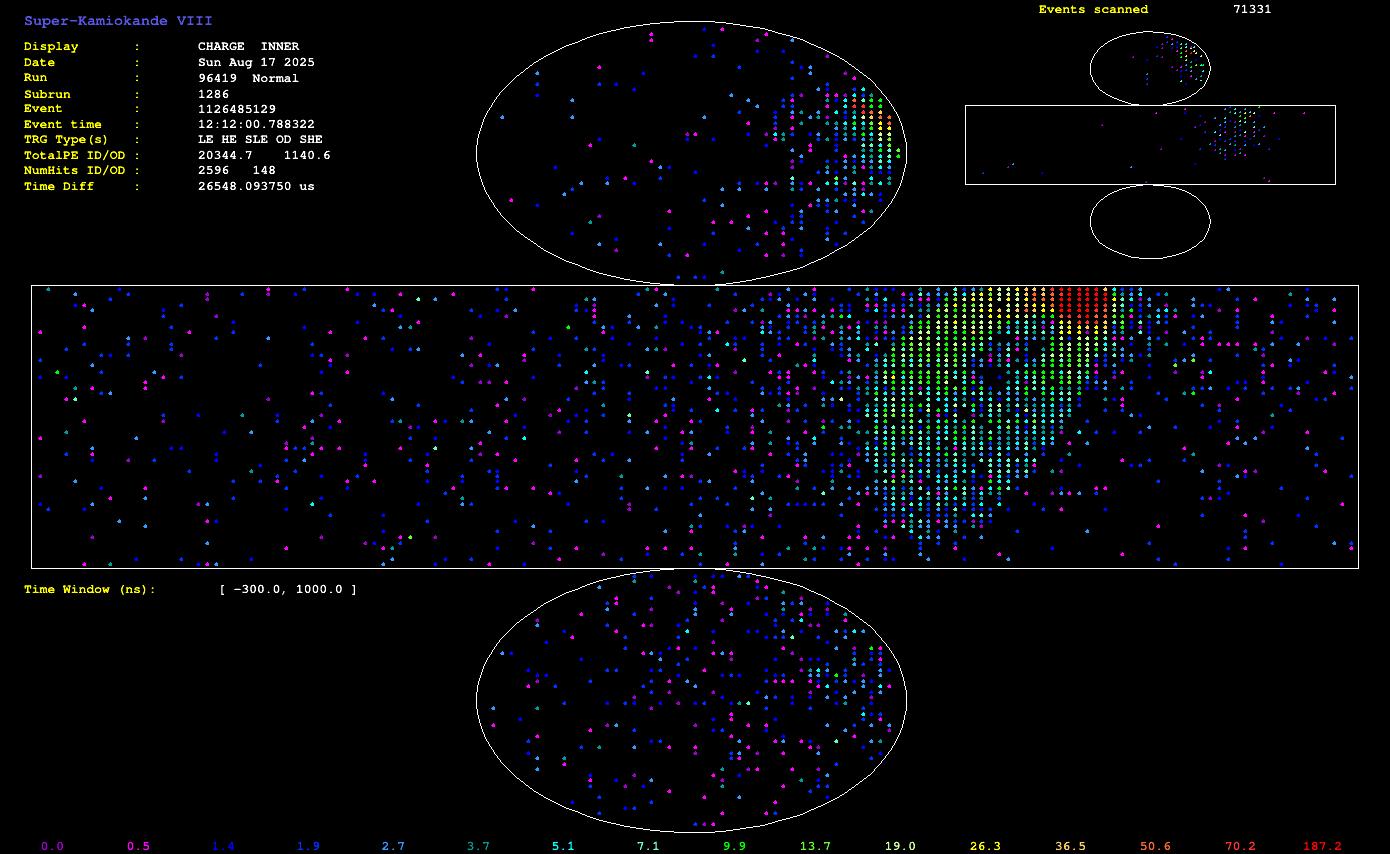 Super-Kamiokande VIII
Events scanned 71331
Display : CHARGE INNER
Date : Sun Aug 17 2025
Run : 96419 Normal
Subrun : 1286
Event : 1126485129
Event time : 12:12:00.788322
TRG Type(s) : LE HE SLE OD SHE
TotalPE ID/OD : 20344.7 1140.6
NumHits ID/OD : 2596 148
Time Diff : 26548.093750 us
Time Window (ns): [ -300.0, 1000.0 ]
0.0 0.5 1.4 1.9 2.7 3.7 5.1 7.1 9.9 13.7 19.0 26.3 36.5 50.6 70.2 187.2